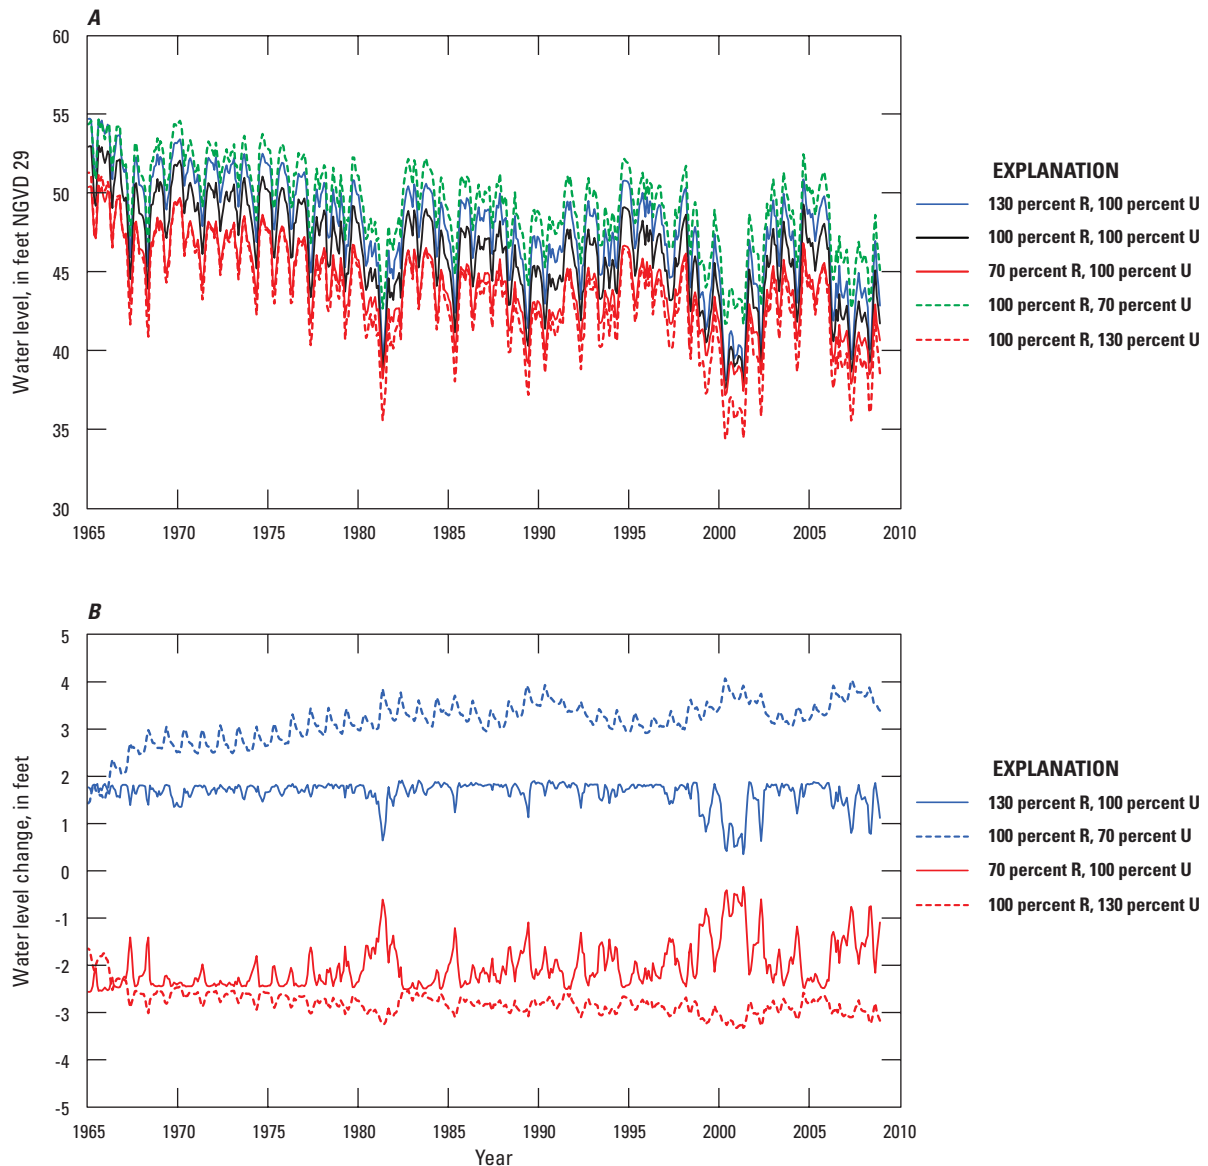 A
60
55
50
45
40
35
30
Water level, in feet NGVD 29
1965 1970 1975 1980 1985 1990 1995 2000 2005 2010
EXPLANATION
130 percent R, 100 percent U
100 percent R, 100 percent U
70 percent R, 100 percent U
100 percent R, 70 percent U
100 percent R, 130 percent U
B
5
4
3
2
1
0
-1
-2
-3
-4
-5
Water level change, in feet
1965 1970 1975 1980 1985 1990 1995 2000 2005 2010
Year
EXPLANATION
130 percent R, 100 percent U
100 percent R, 70 percent U
70 percent R, 100 percent U
100 percent R, 130 percent U